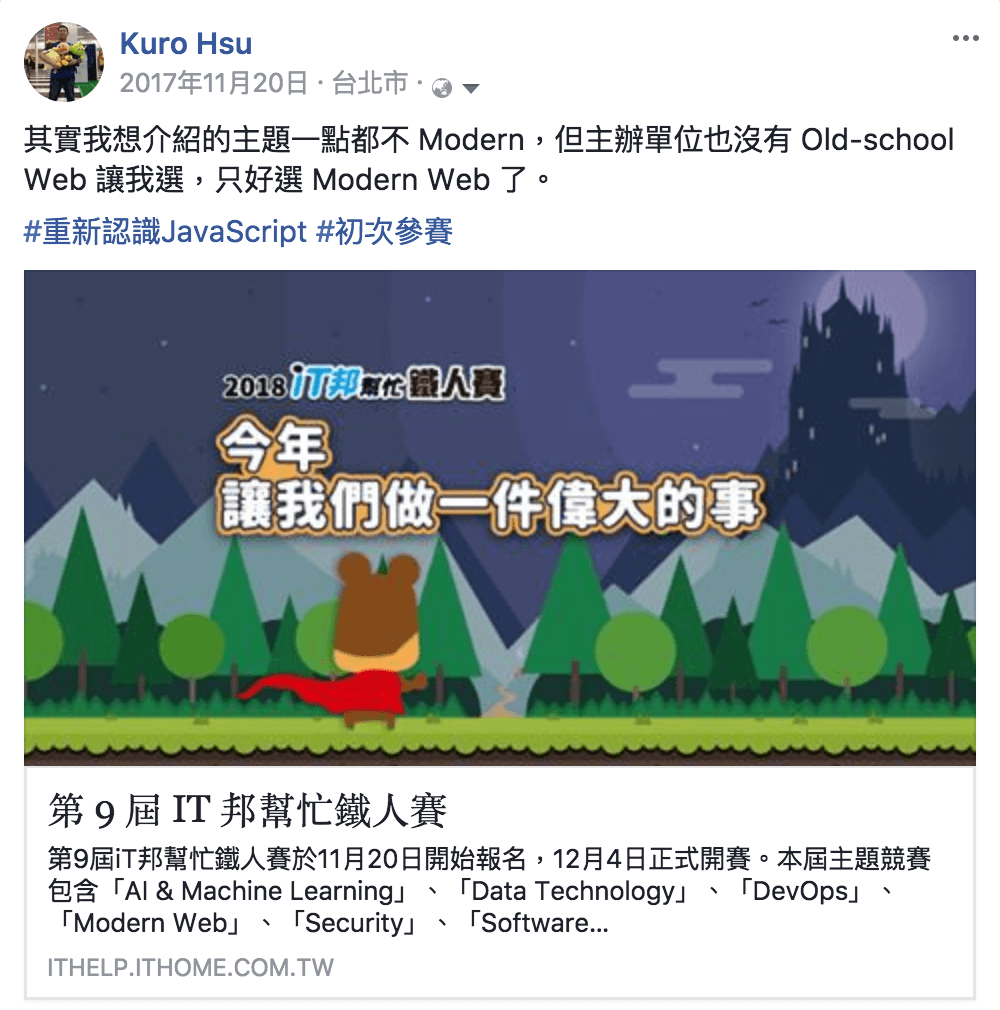 Kuro Hsu
2017年11月20日 · 台北市 ·
其實我想介紹的主題一點都不 Modern，但主辦單位也沒有 Old-school
Web 讓我選，只好選 Modern Web 了。
#重新認識JavaScript #初次參賽
2018 iT邦幫忙 鐵人賽
今年
讓我們做一件偉大的事
第 9 屆 IT 邦幫忙鐵人賽
第9屆iT邦幫忙鐵人賽於11月20日開始報名，12月4日正式開賽。本屆主題競賽
包含「AI & Machine Learning」、「Data Technology」、「DevOps」、
「Modern Web」、「Security」、「Software...
ITHELP.ITHOME.COM.TW